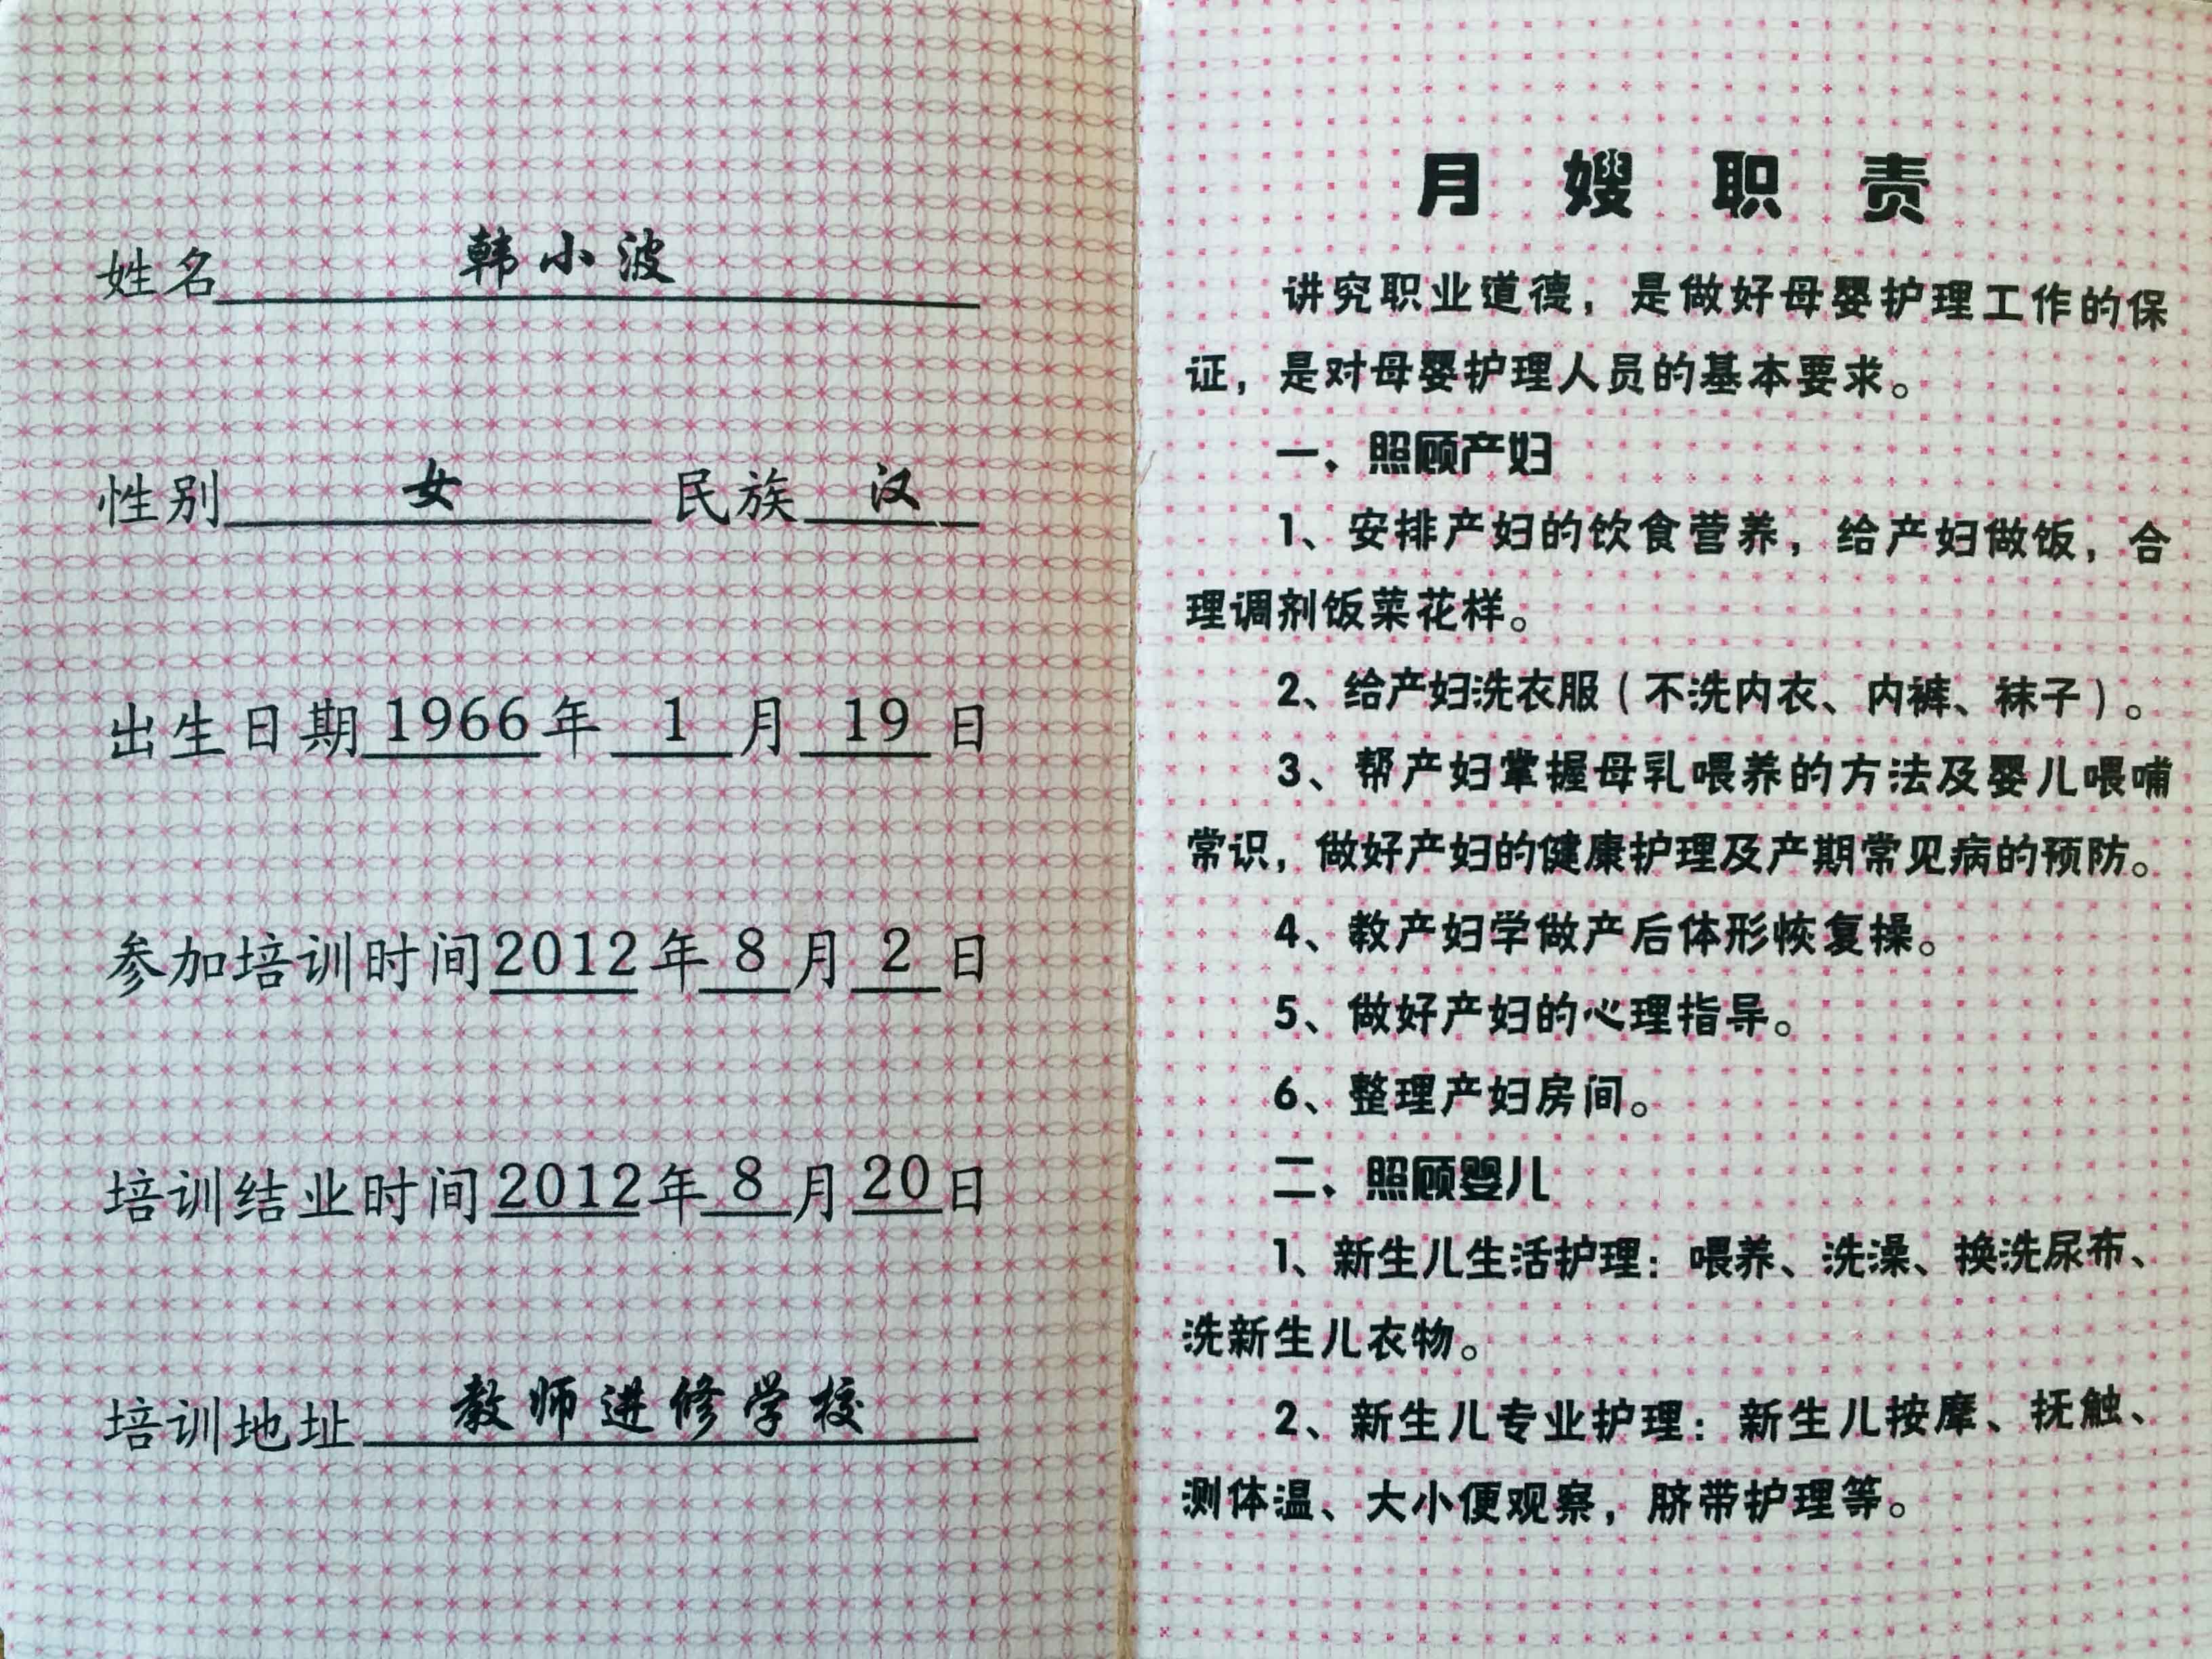 姓名 韩小波
性别 女 民族 汉
出生日期 1966 年 1 月 19 日
参加培训时间 2012 年 8 月 2 日
培训结业时间 2012 年 8 月 20 日
培训地址 教师进修学校
月嫂职责
讲究职业道德，是做好母婴护理工作的保
证，是对母婴护理人员的基本要求。
一、照顾产妇
1、安排产妇的饮食营养，给产妇做饭，合
理调剂饭菜花样。
2、给产妇洗衣服（不洗内衣、内裤、袜子）。
3、帮产妇掌握母乳喂养的方法及婴儿喂哺
常识，做好产妇的健康护理及产期常见病的预防。
4、教产妇学做产后体形恢复操。
5、做好产妇的心理指导。
6、整理产妇房间。
二、照顾婴儿
1、新生儿生活护理：喂养、洗澡、换洗尿布、
洗新生儿衣物。
2、新生儿专业护理：新生儿按摩、抚触、
测体温、大小便观察，脐带护理等。